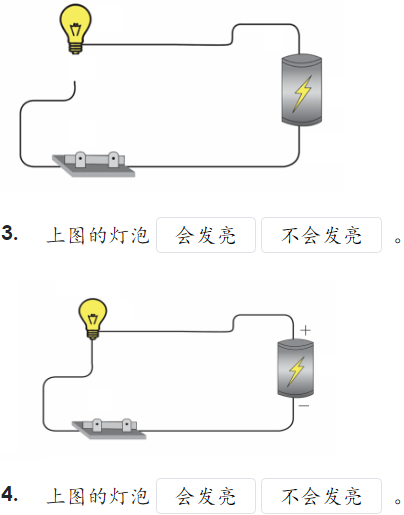 3. 上图的灯泡 会发亮 不会发亮 。
+
−
4. 上图的灯泡 会发亮 不会发亮 。